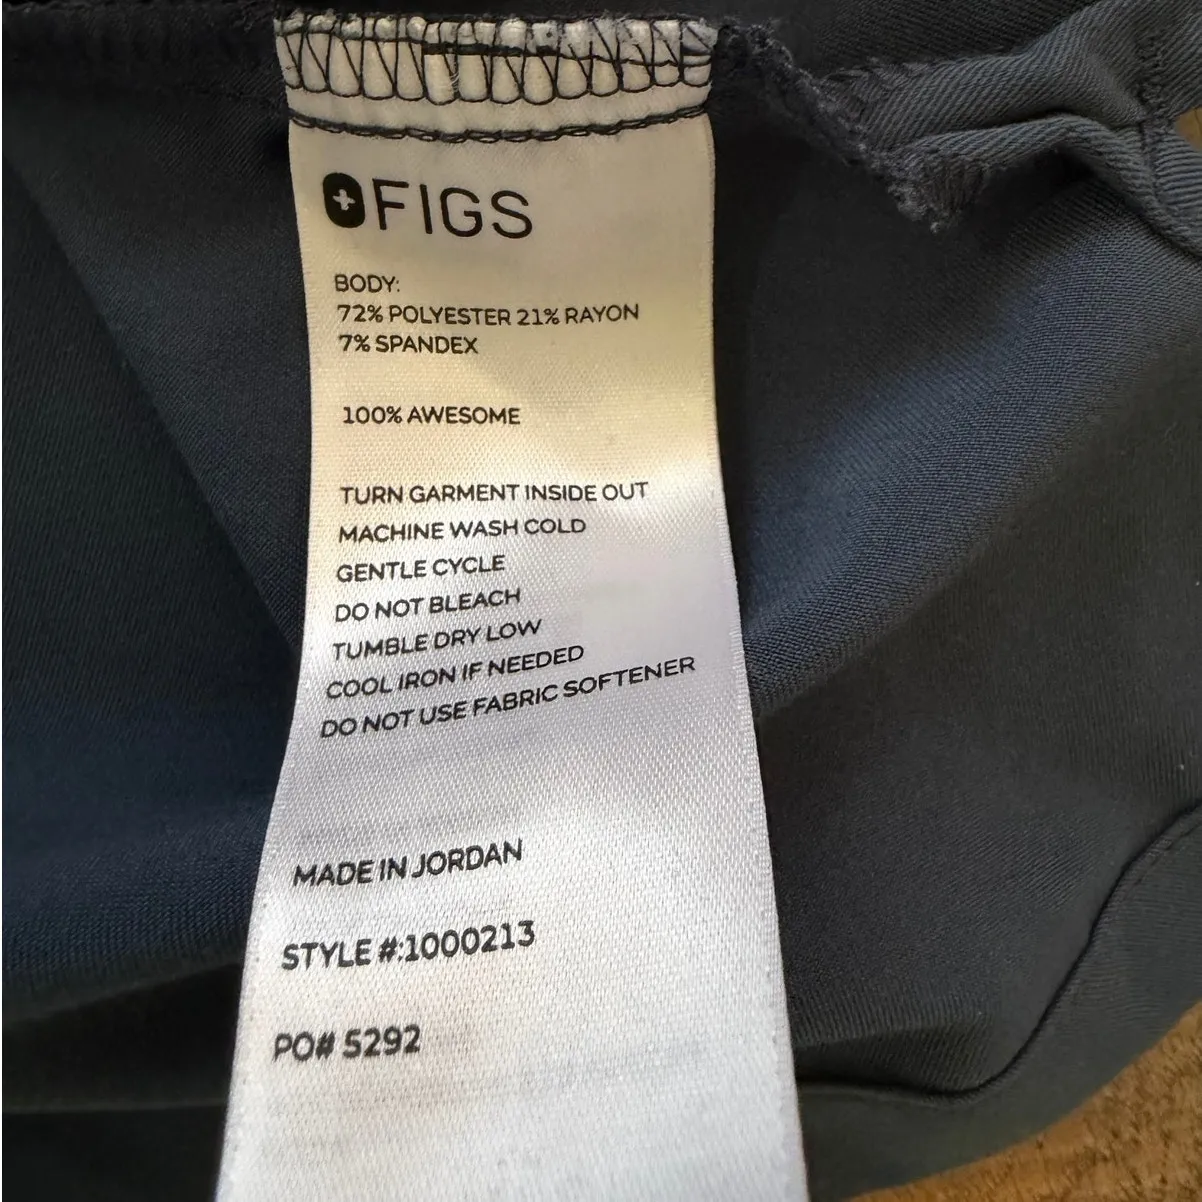 FIGS
BODY:
72% POLYESTER 21% RAYON
7% SPANDEX
100% AWESOME
TURN GARMENT INSIDE OUT
MACHINE WASH COLD
GENTLE CYCLE
DO NOT BLEACH
TUMBLE DRY LOW
COOL IRON IF NEEDED
DO NOT USE FABRIC SOFTENER
MADE IN JORDAN
STYLE #:1000213
PO# 5292